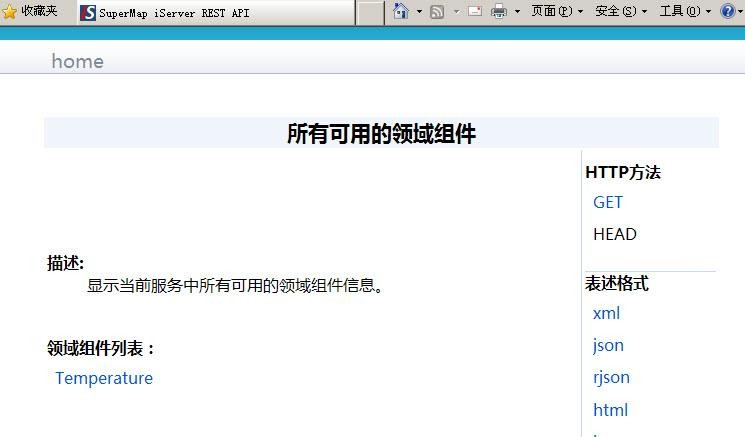 收藏夹
SuperMap iServer REST API
页面(P)
安全(S)
工具(O)
home
所有可用的领域组件
描述:
显示当前服务中所有可用的领域组件信息。
领域组件列表：
Temperature
HTTP方法
GET
HEAD
表述格式
xml
json
rjson
html